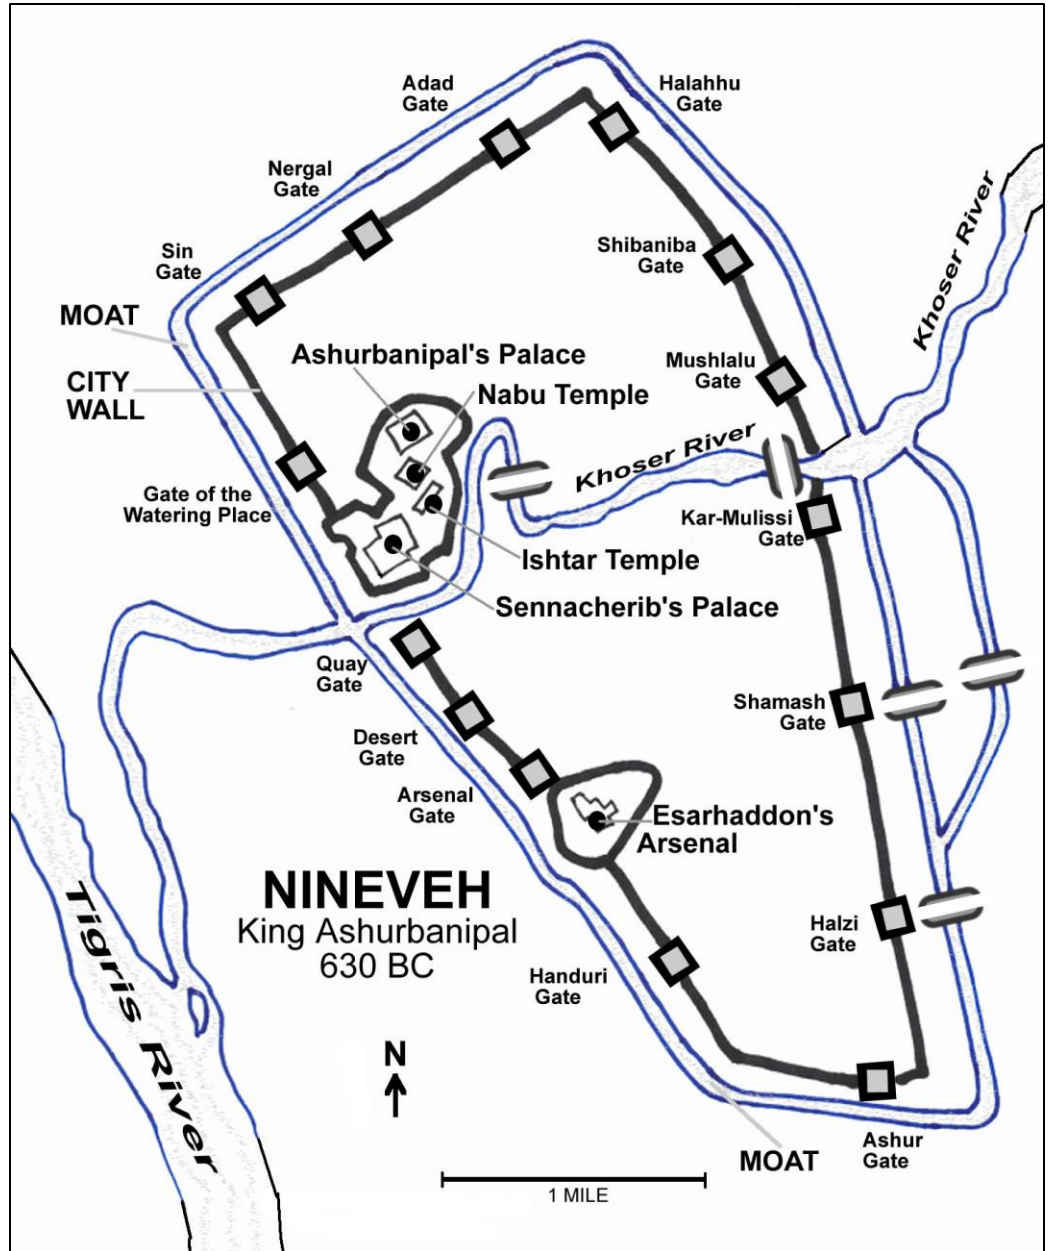 Adad
Gate
Halahhu
Gate
Nergal
Gate
Khoser River
Sin
Gate
Shibaniba
Gate
MOAT
Ashurbanipal's Palace
Mushlalu
Gate
CITY
WALL
Nabu Temple
Khoser River
Gate of the
Watering Place
Kar-Mulissi
Gate
Ishtar Temple
Sennacherib's Palace
Quay
Gate
Shamash
Gate
Desert
Gate
Arsenal
Gate
Esarhaddon's
Arsenal
NINEVEH
King Ashurbanipal
630 BC
Tigris River
Halzi
Gate
Handuri
Gate
N
Ashur
Gate
MOAT
1 MILE